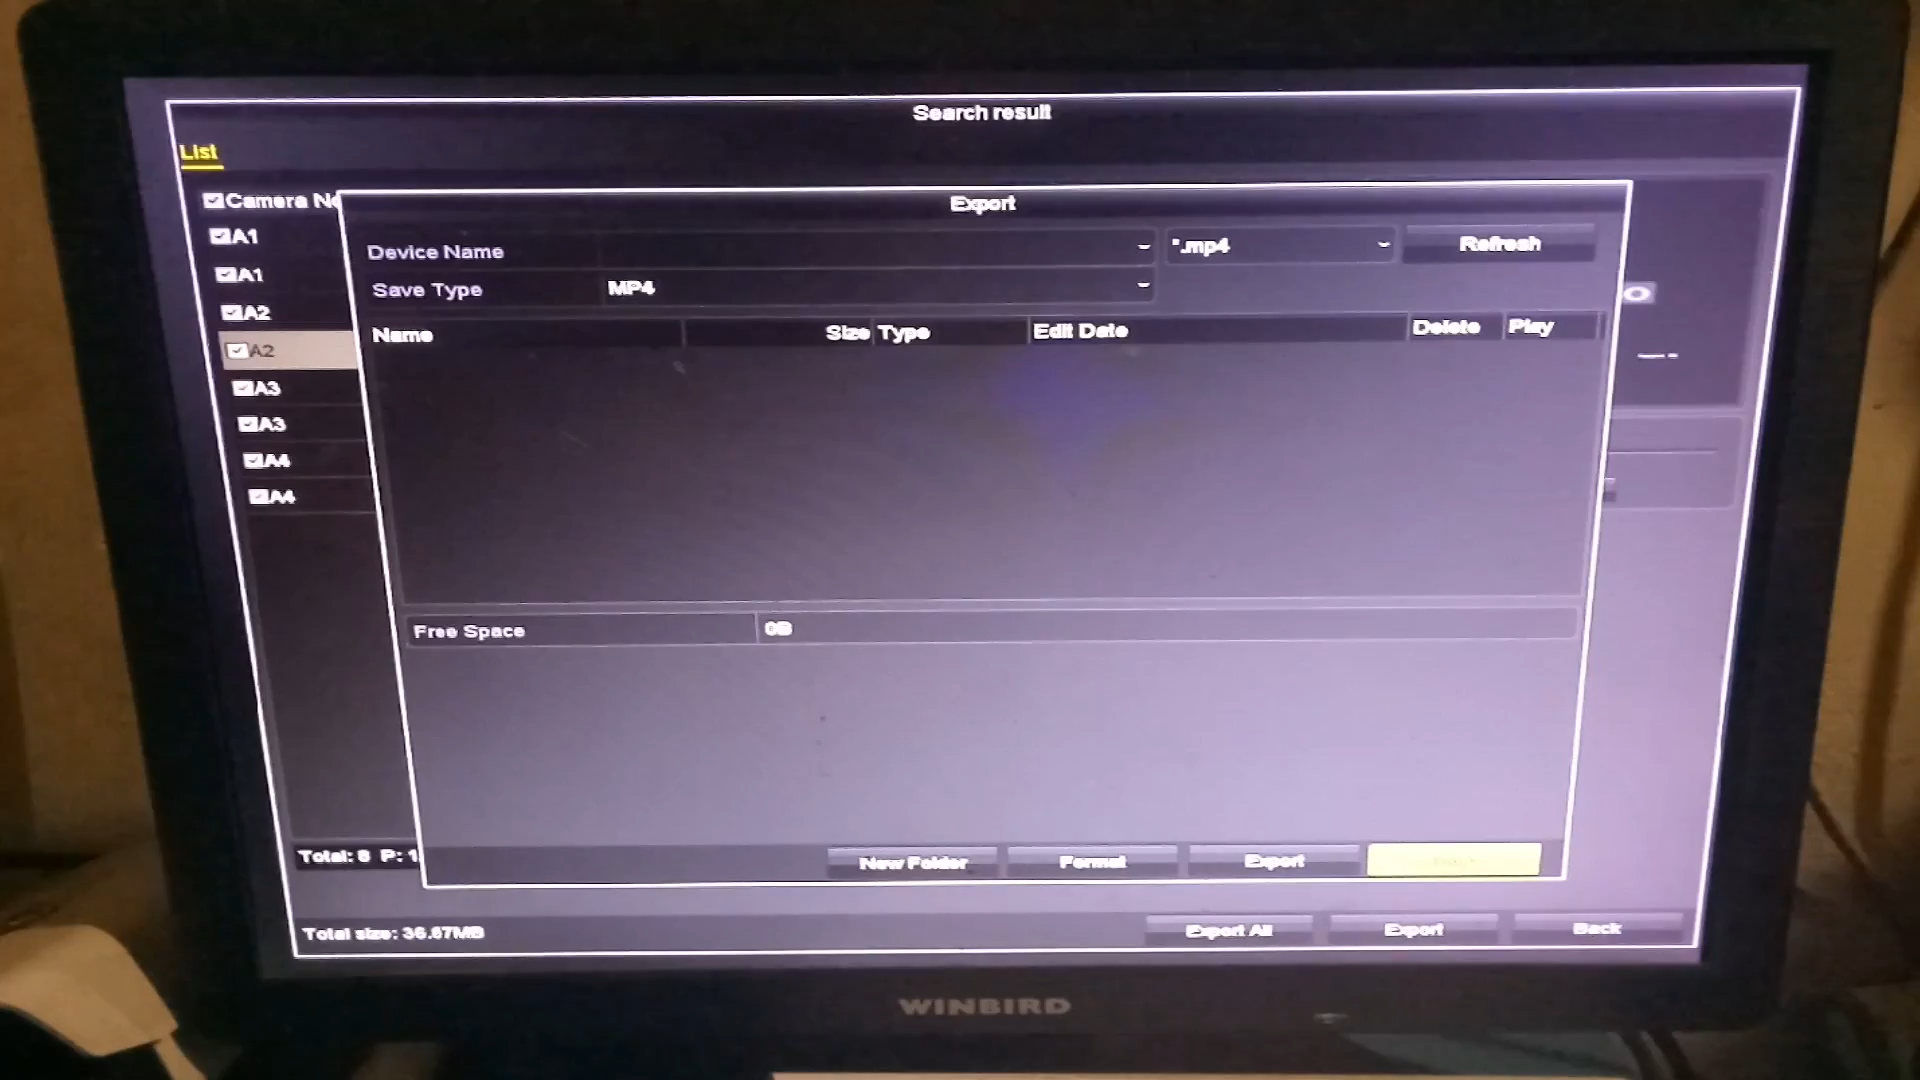 Search result
List
Camera No
A1
A1
A2
A2
A3
A3
A4
A4
Export
Device Name
*.mp4
Refresh
Save Type
MP4
Name
Size
Type
Edit Date
Delete
Play
Free Space
0B
New Folder
Format
Export
Total: 8 P: 1
Total size: 36.67MB
Export All
Export
Back
WINBIRD